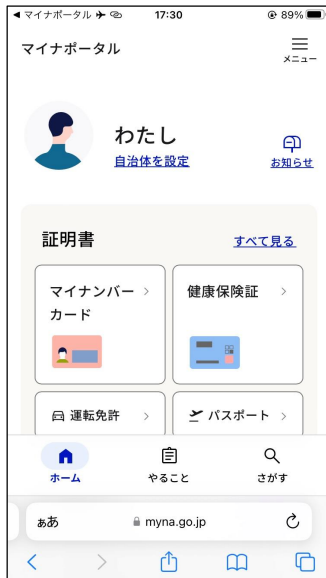 マイナポータル
17:30
89%
マイナポータル
メニュー
わたし
自治体を設定
お知らせ
証明書
すべて見る
マイナンバー
カード
健康保険証
運転免許
パスポート
ホーム
やること
さがす
ぁあ
myna.go.jp